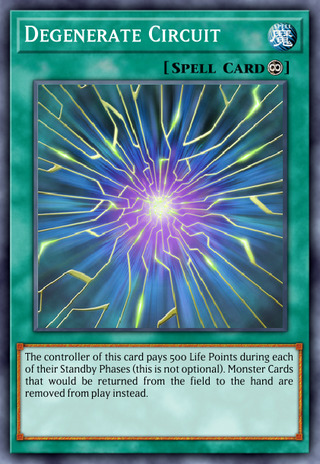 Degenerate Circuit
魔
[Spell Card]
The controller of this card pays 500 Life Points during each
of their Standby Phases (this is not optional). Monster Cards
that would be returned from the field to the hand are
removed from play instead.